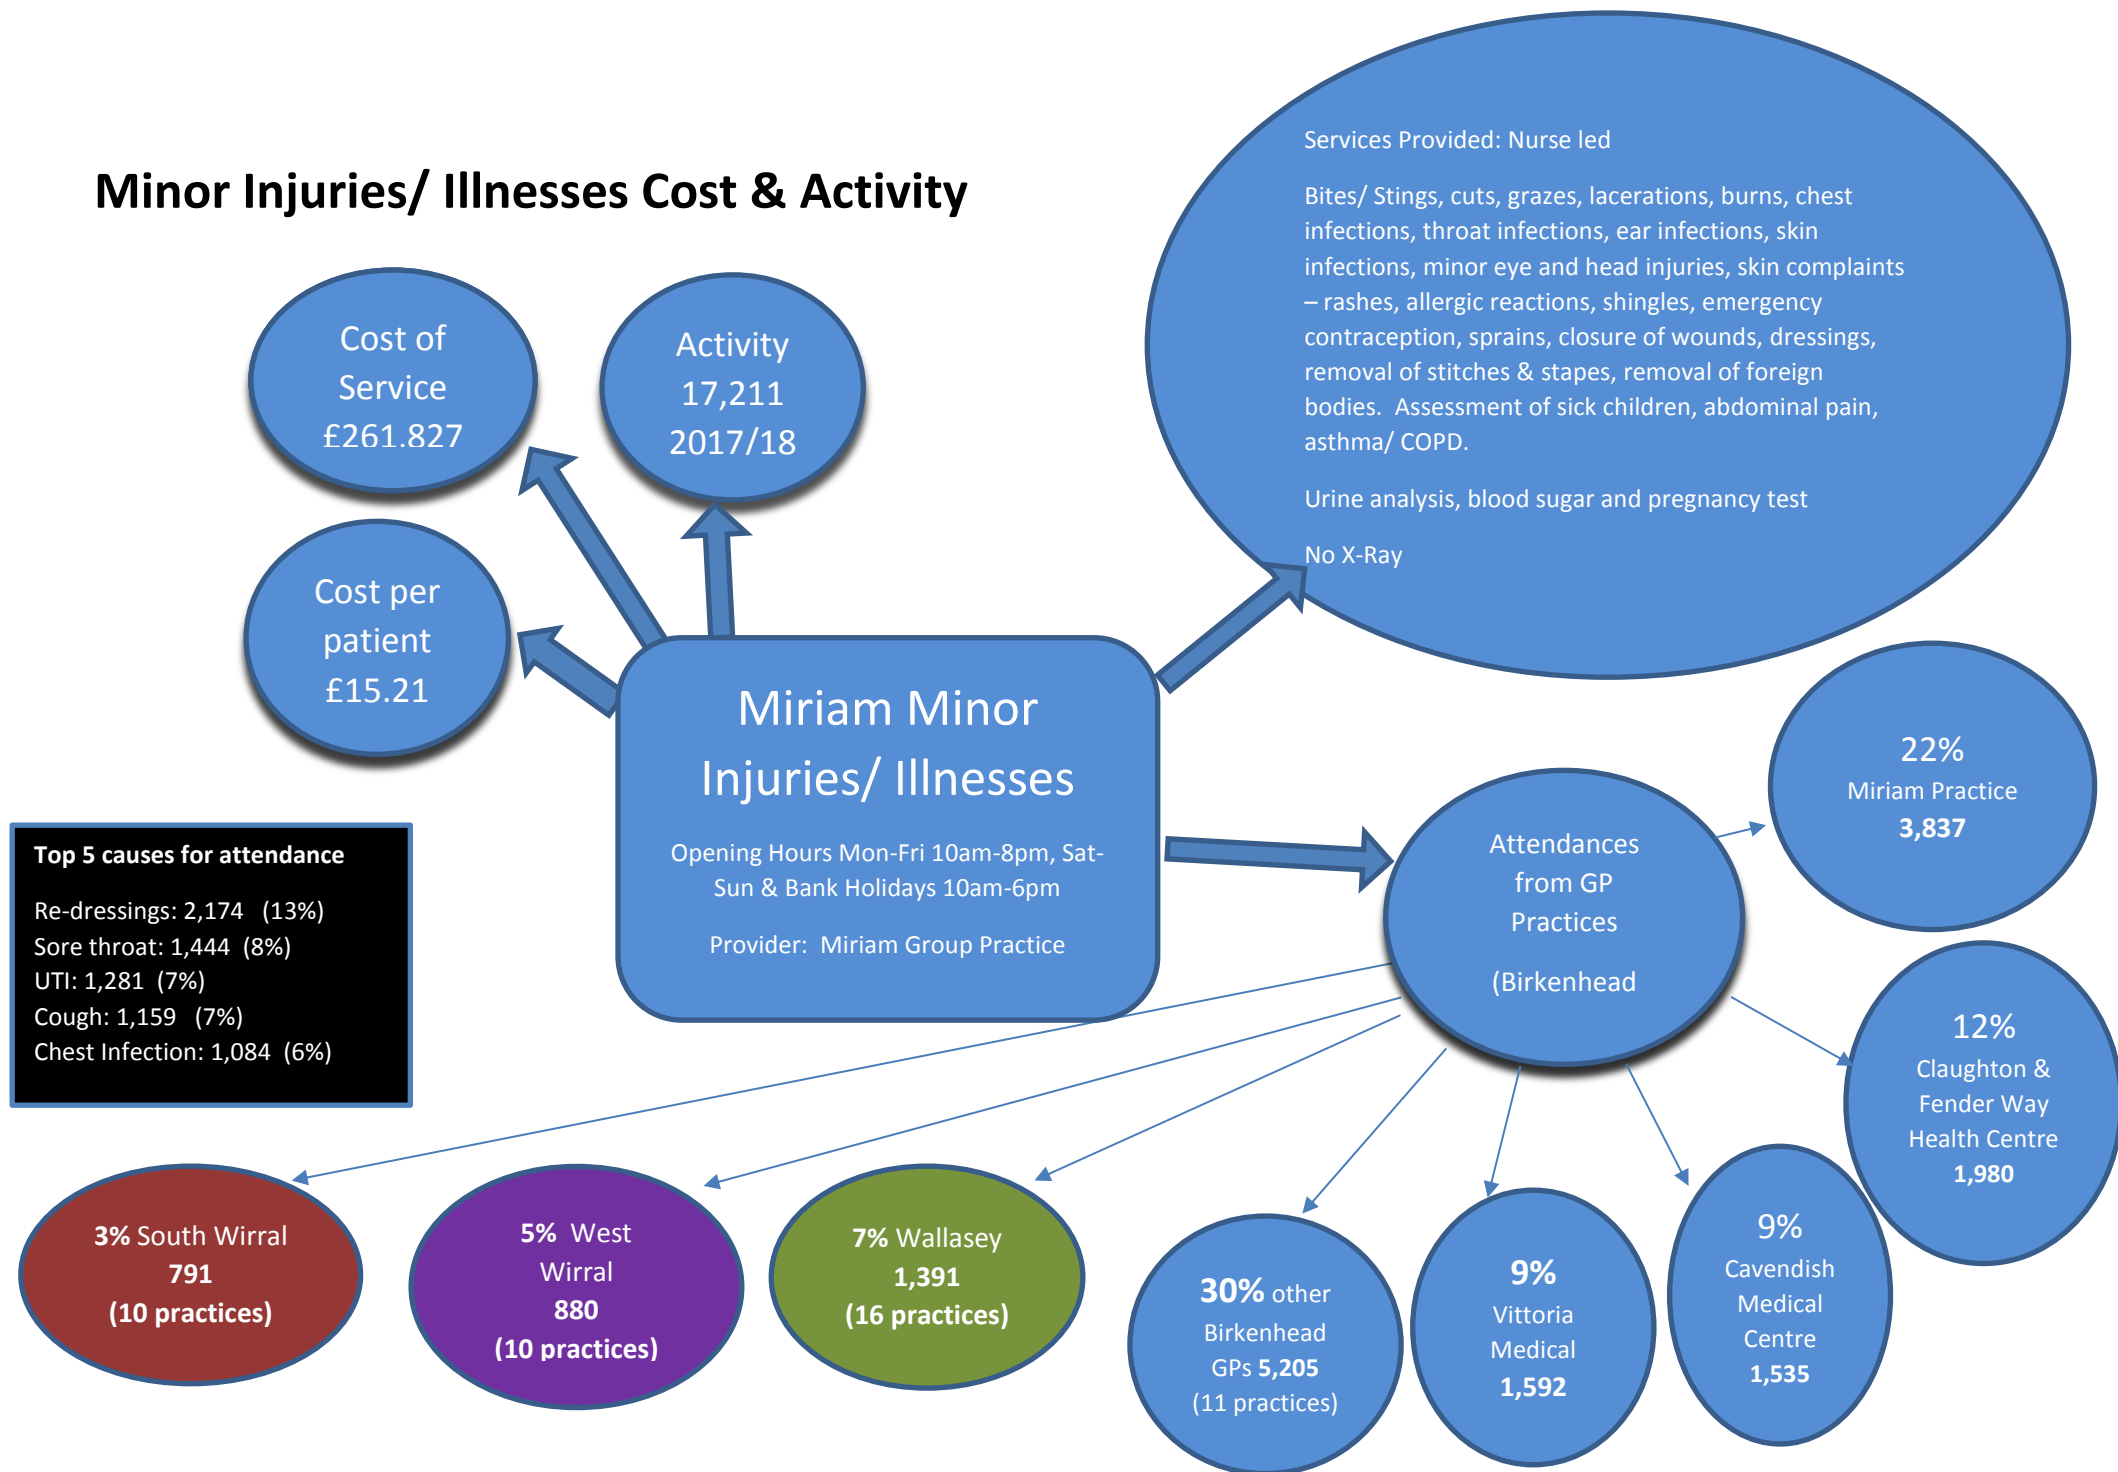 Minor Injuries/ Illnesses Cost & Activity
Cost of
Service
£261.827
Activity
17,211
2017/18
Cost per
patient
£15.21
Services Provided: Nurse led
Bites/ Stings, cuts, grazes, lacerations, burns, chest
infections, throat infections, ear infections, skin
infections, minor eye and head injuries, skin complaints
– rashes, allergic reactions, shingles, emergency
contraception, sprains, closure of wounds, dressings,
removal of stitches & stapes, removal of foreign
bodies. Assessment of sick children, abdominal pain,
asthma/ COPD.
Urine analysis, blood sugar and pregnancy test
No X-Ray
Miriam Minor
Injuries/ Illnesses
Opening Hours Mon-Fri 10am-8pm, Sat-
Sun & Bank Holidays 10am-6pm
Provider: Miriam Group Practice
Top 5 causes for attendance
Re-dressings: 2,174 (13%)
Sore throat: 1,444 (8%)
UTI: 1,281 (7%)
Cough: 1,159 (7%)
Chest Infection: 1,084 (6%)
Attendances
from GP
Practices
(Birkenhead
22%
Miriam Practice
3,837
12%
Claughton &
Fender Way
Health Centre
1,980
9%
Cavendish
Medical
Centre
1,535
9%
Vittoria
Medical
1,592
30% other
Birkenhead
GPs 5,205
(11 practices)
7% Wallasey
1,391
(16 practices)
5% West
Wirral
880
(10 practices)
3% South Wirral
791
(10 practices)